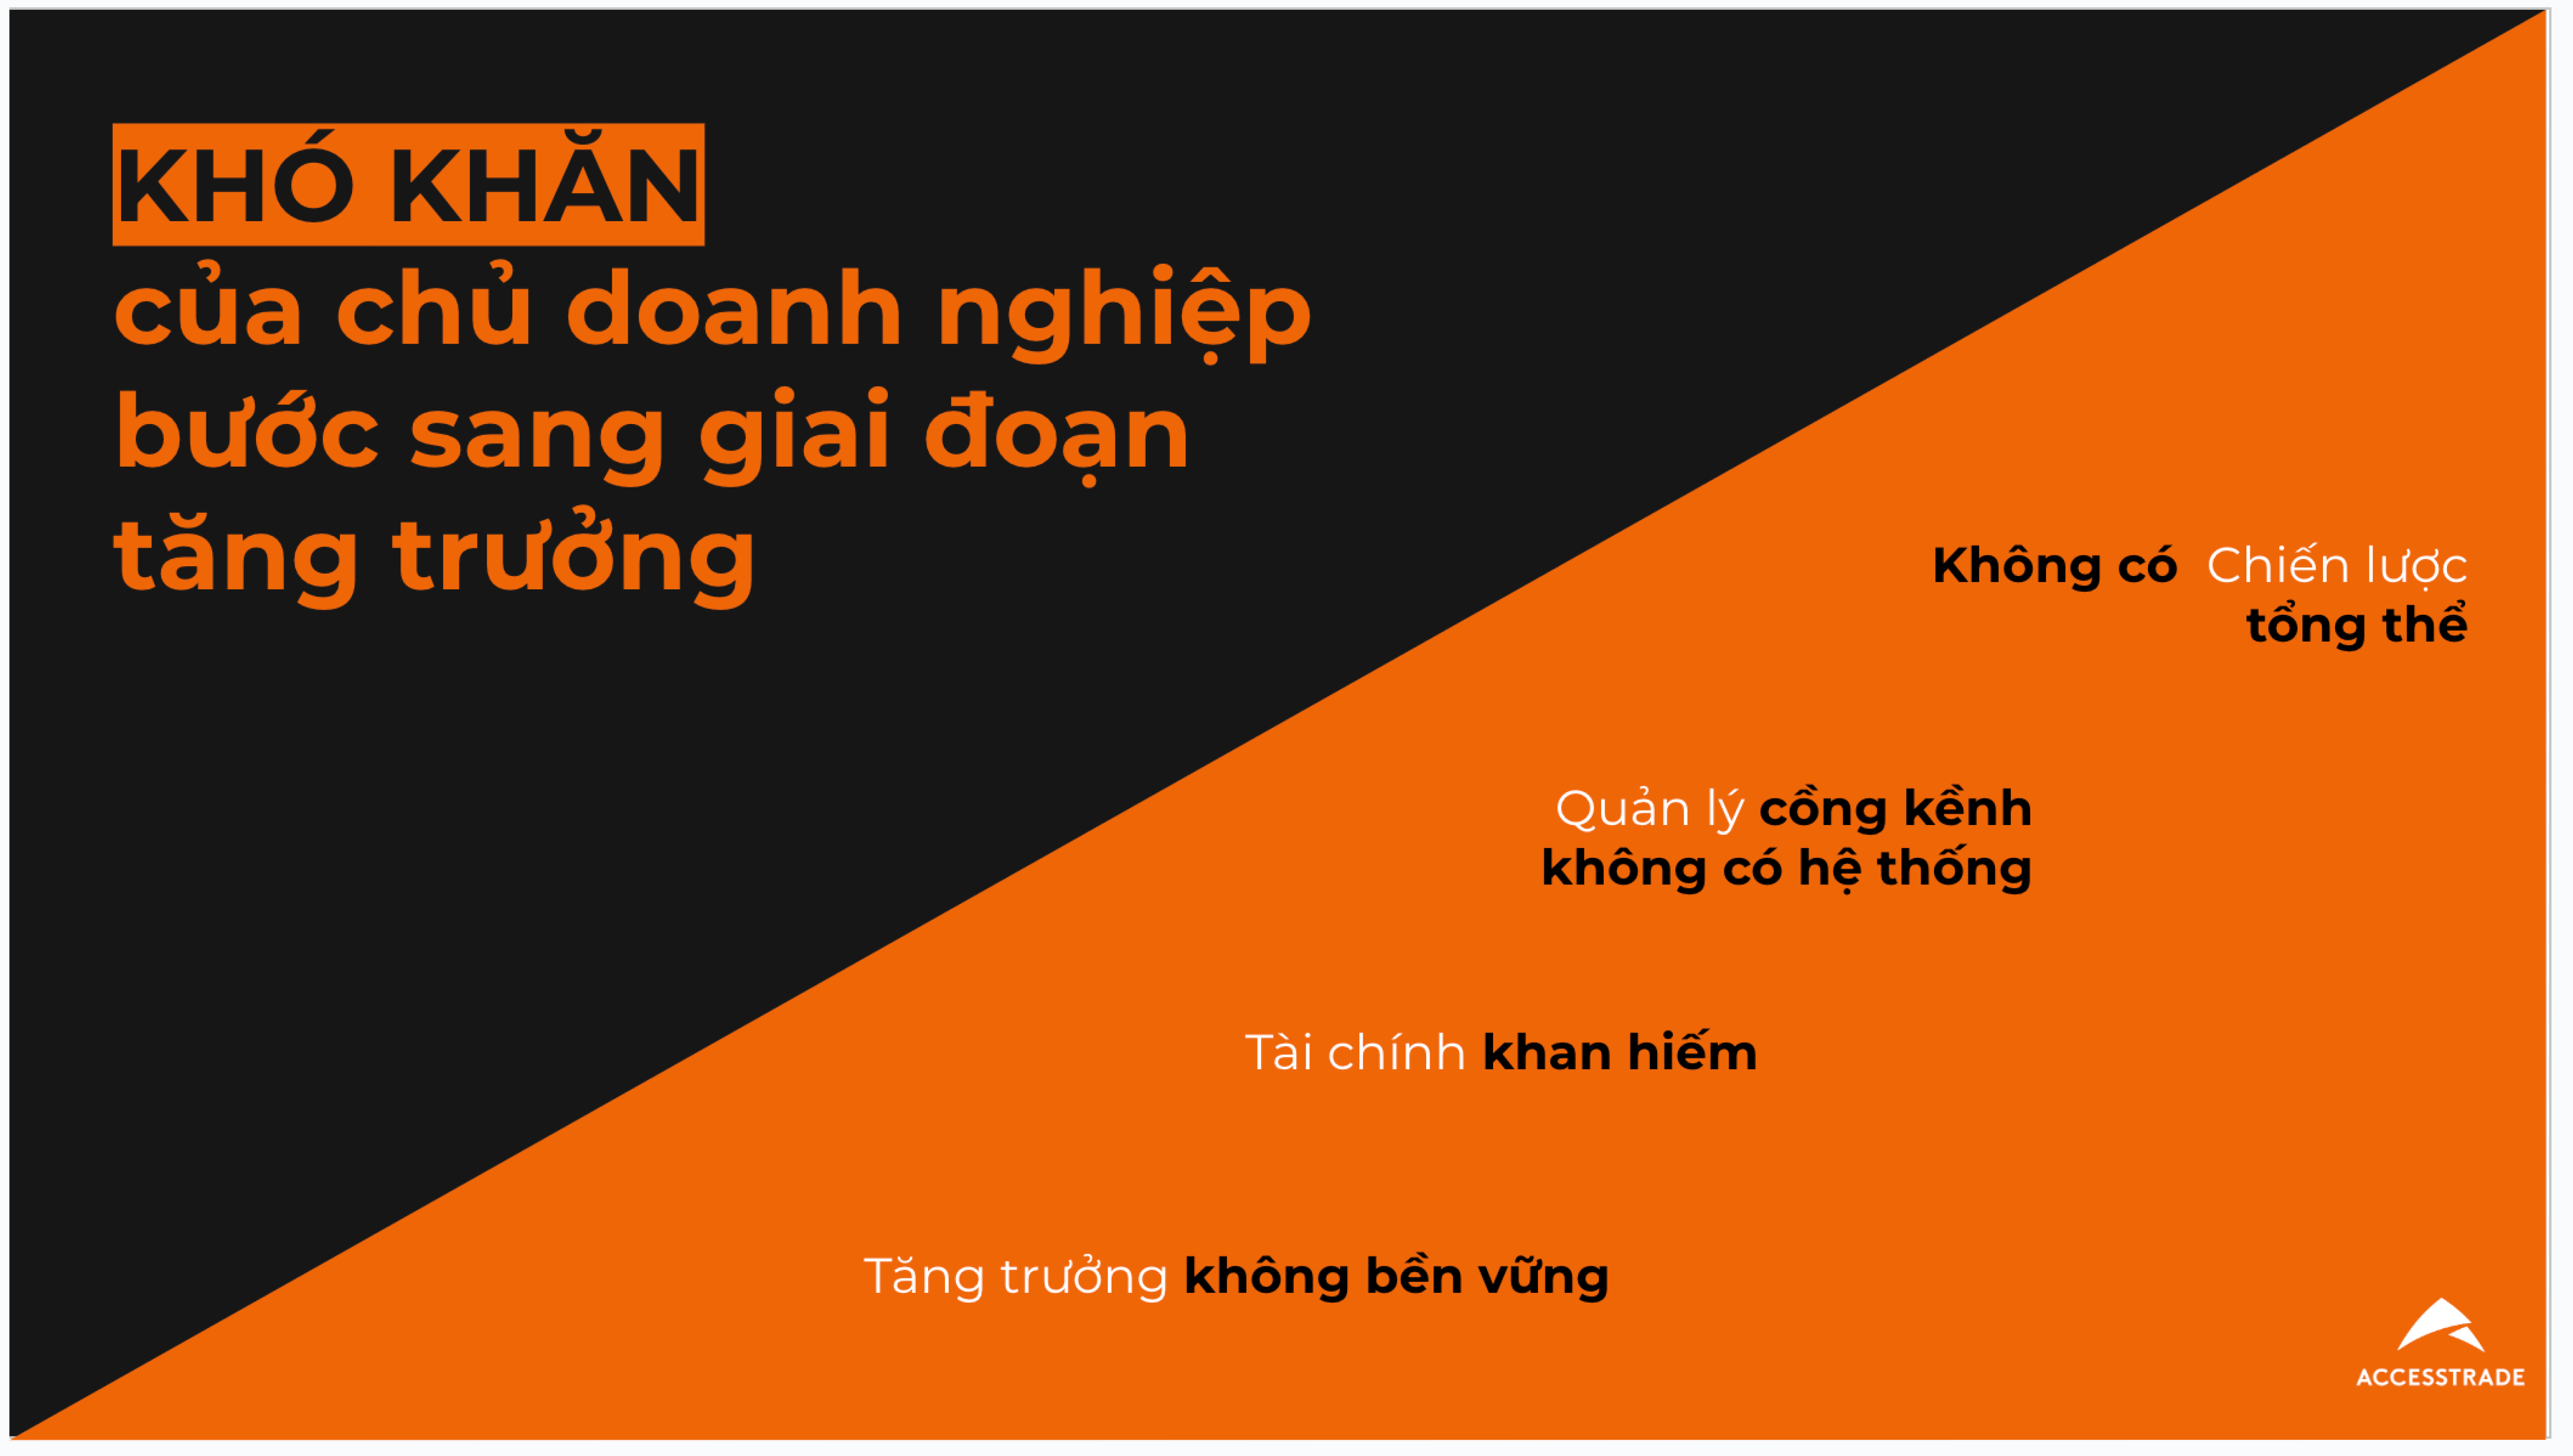 KHÓ KHĂN
của chủ doanh nghiệp
bước sang giai đoạn
tăng trưởng
Không có Chiến lược
tổng thể
Quản lý cồng kềnh
không có hệ thống
Tài chính khan hiếm
Tăng trưởng không bền vững
ACCESSTRADE